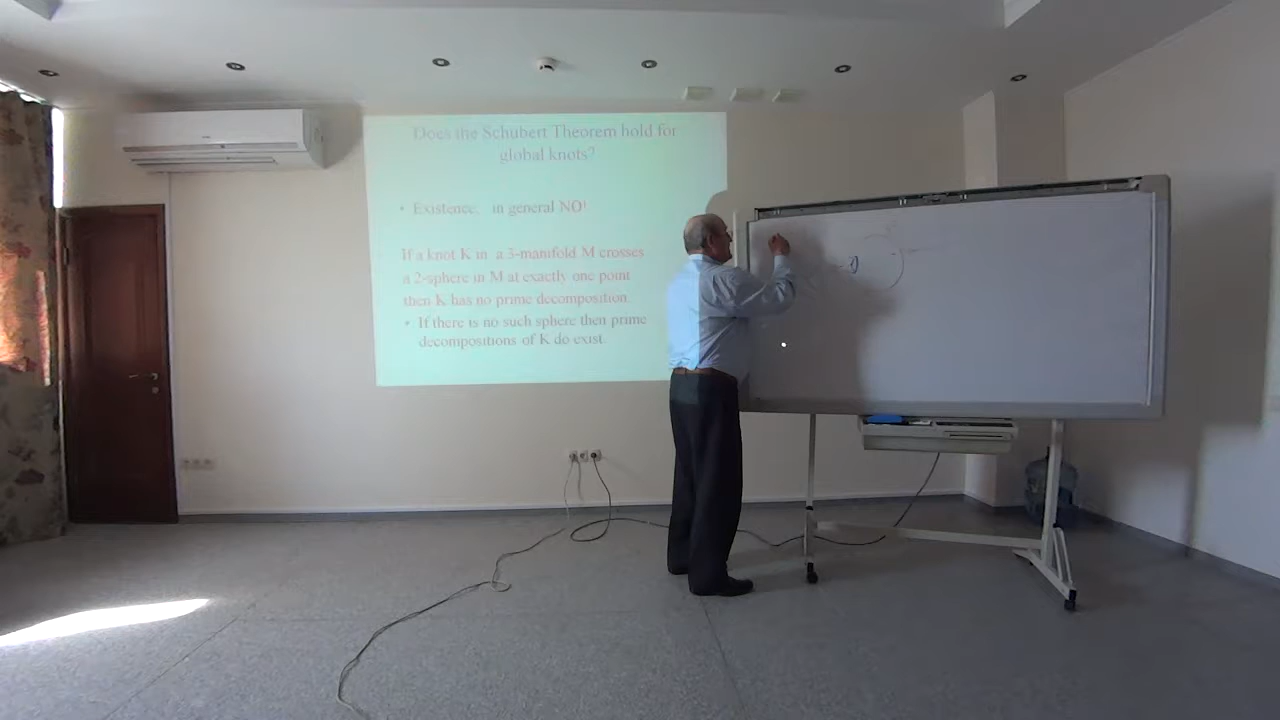 Does the Schubert Theorem hold for
global knots?
• Existence, in general NO!
If a knot K in a 3-manifold M crosses
a 2-sphere in M at exactly one point
then K has no prime decomposition.
• If there is no such sphere then prime
decompositions of K do exist.